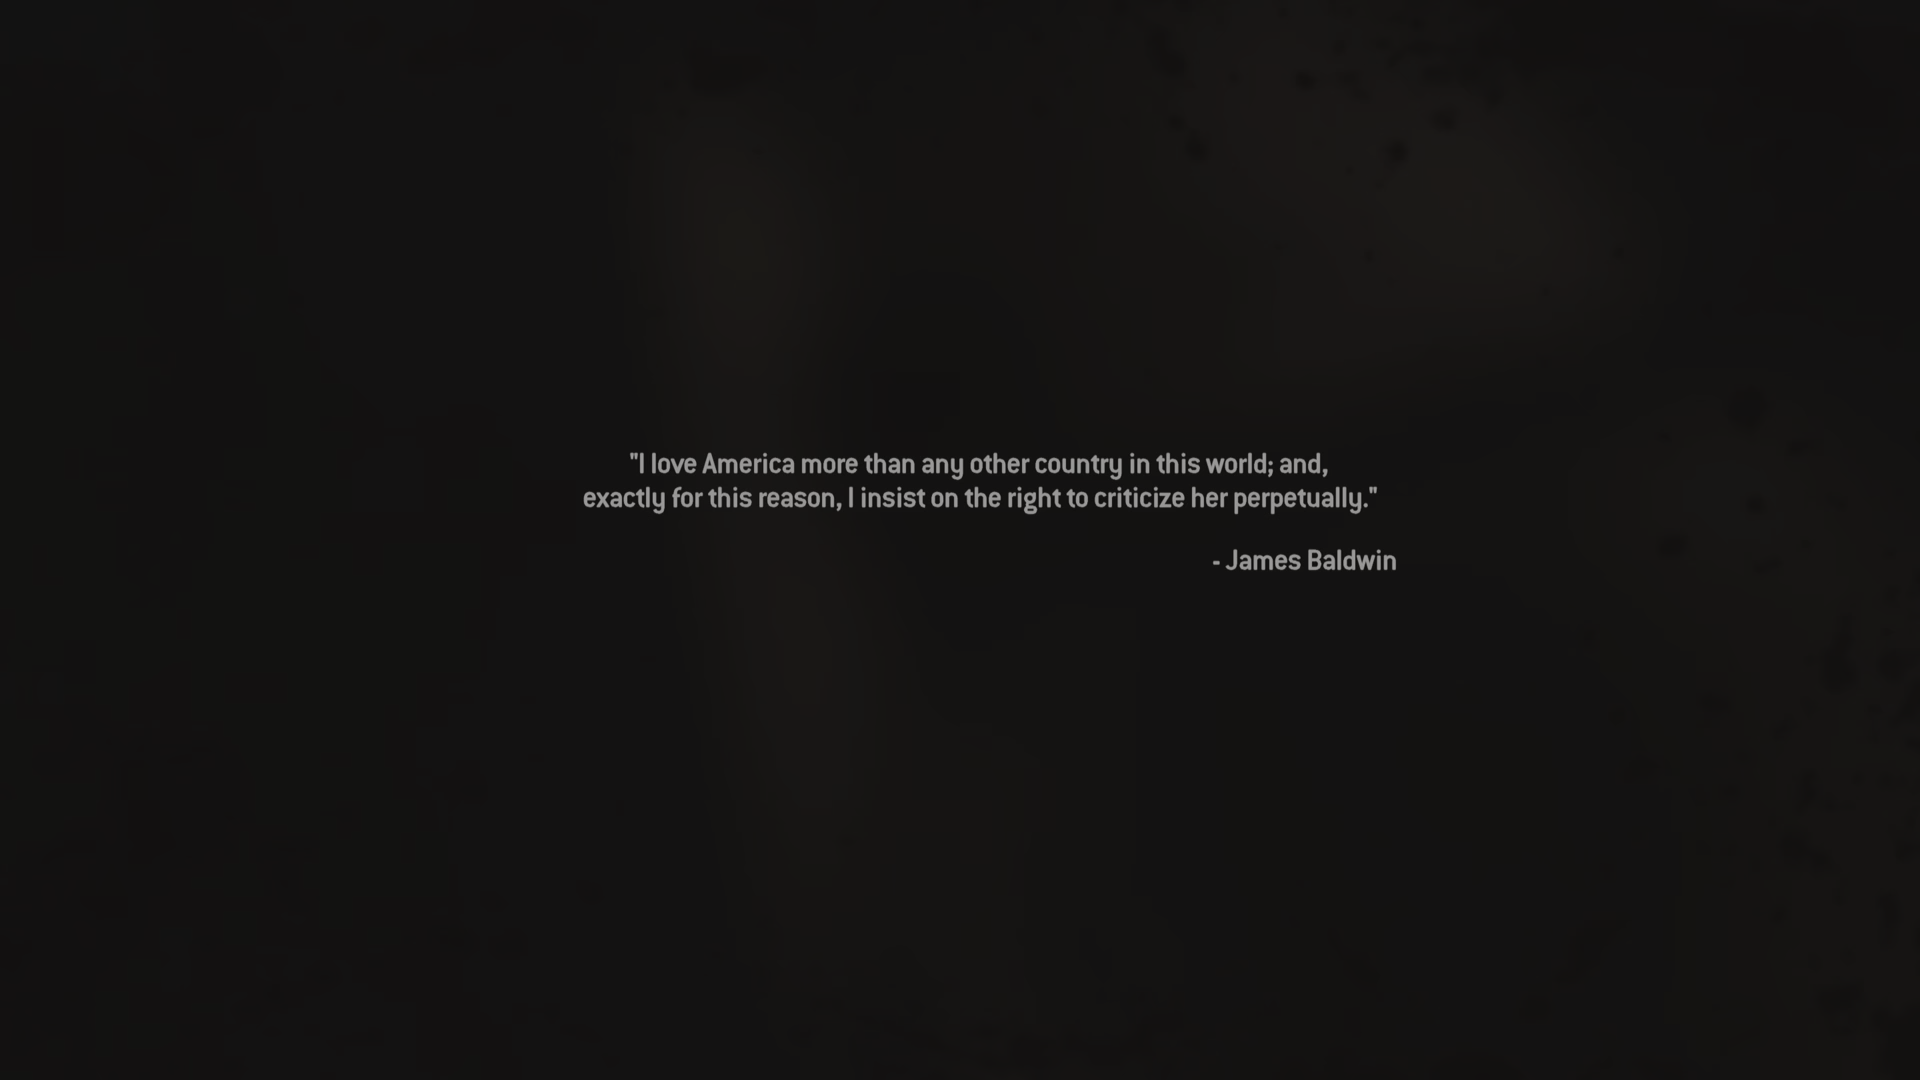 "I love America more than any other country in this world; and,
exactly for this reason, I insist on the right to criticize her perpetually."
- James Baldwin